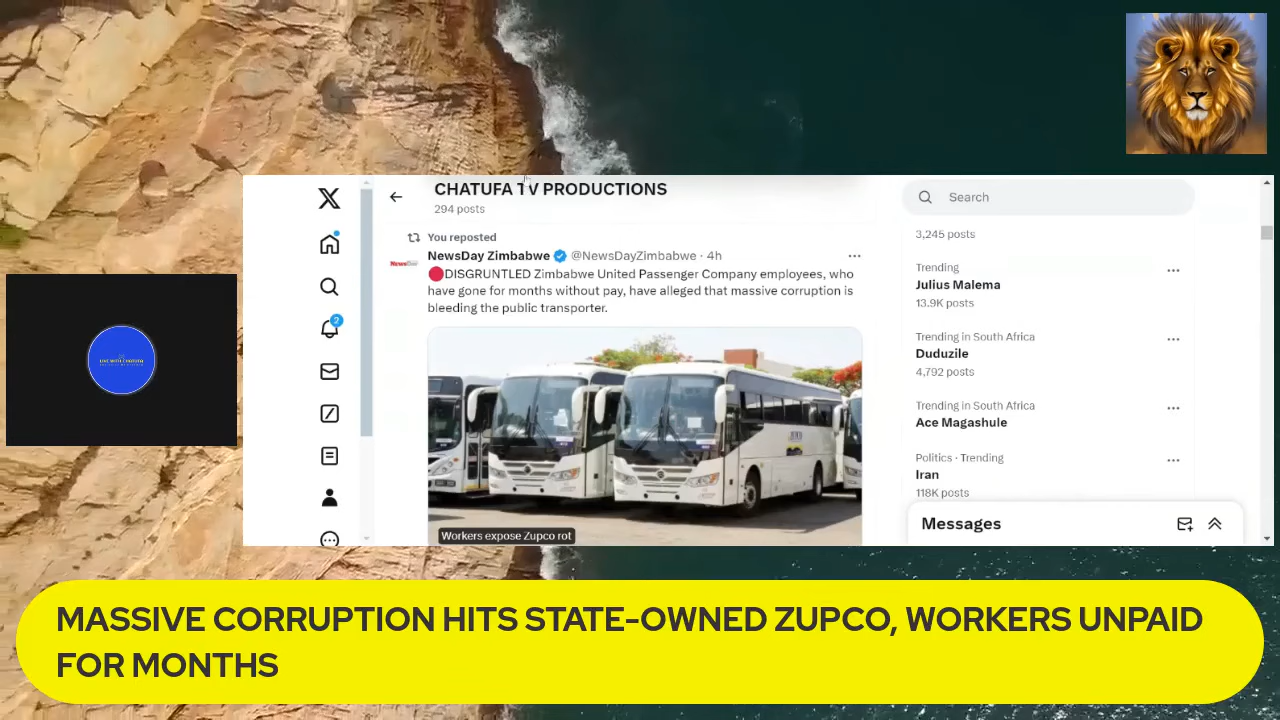 CHATUFA TV PRODUCTIONS
294 posts
You reposted
NewsDay Zimbabwe @NewsDayZimbabwe · 4h
🔴DISGRUNTLED Zimbabwe United Passenger Company employees, who
have gone for months without pay, have alleged that massive corruption is
bleeding the public transporter.
Workers expose Zupco rot
2
Search
3,245 posts
Trending
Julius Malema
13.9K posts
Trending in South Africa
Duduzile
4,792 posts
Trending in South Africa
Ace Magashule
Politics · Trending
Iran
118K posts
Messages
LIVE WITH CHATUFA
MASSIVE CORRUPTION HITS STATE-OWNED ZUPCO, WORKERS UNPAID
FOR MONTHS